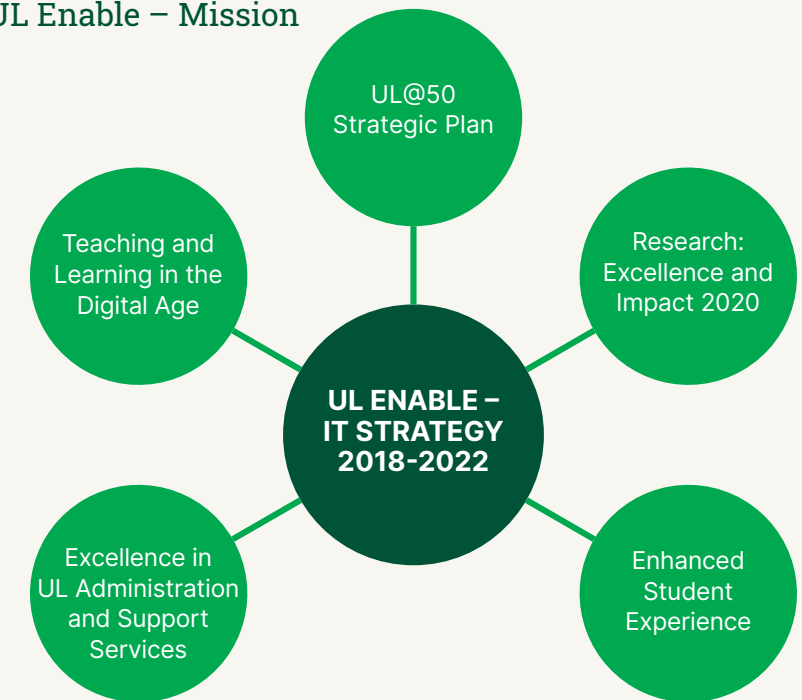 UL Enable – Mission
UL@50
Strategic Plan
Teaching and
Learning in the
Digital Age
Research:
Excellence and
Impact 2020
UL ENABLE –
IT STRATEGY
2018-2022
Excellence in
UL Administration
and Support
Services
Enhanced
Student
Experience